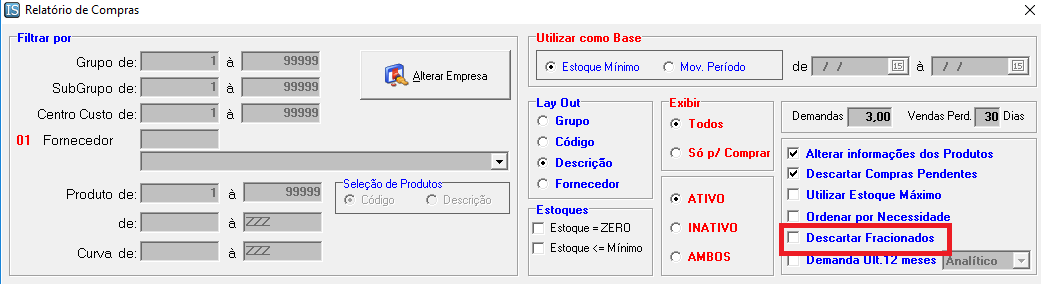 IS Relatório de Compras
Filtrar por
Grupo de: 1 à 99999
SubGrupo de: 1 à 99999
Centro Custo de: 1 à 99999
01 Fornecedor
Alterar Empresa
Produto de: 1 à 99999
de: à ZZZ
Curva de: à ZZZ
Seleção de Produtos
Código Descrição
Utilizar como Base
Estoque Mínimo Mov. Período
de / / 15 à / / 15
Lay Out
Grupo
Código
Descrição
Fornecedor
Estoques
Estoque = ZERO
Estoque <= Mínimo
Exibir
Todos
Só p/ Comprar
ATIVO
INATIVO
AMBOS
Demandas 3,00 Vendas Perd. 30 Dias
Alterar informações dos Produtos
Descartar Compras Pendentes
Utilizar Estoque Máximo
Ordenar por Necessidade
Descartar Fracionados
Demanda Últ.12 meses Analítico